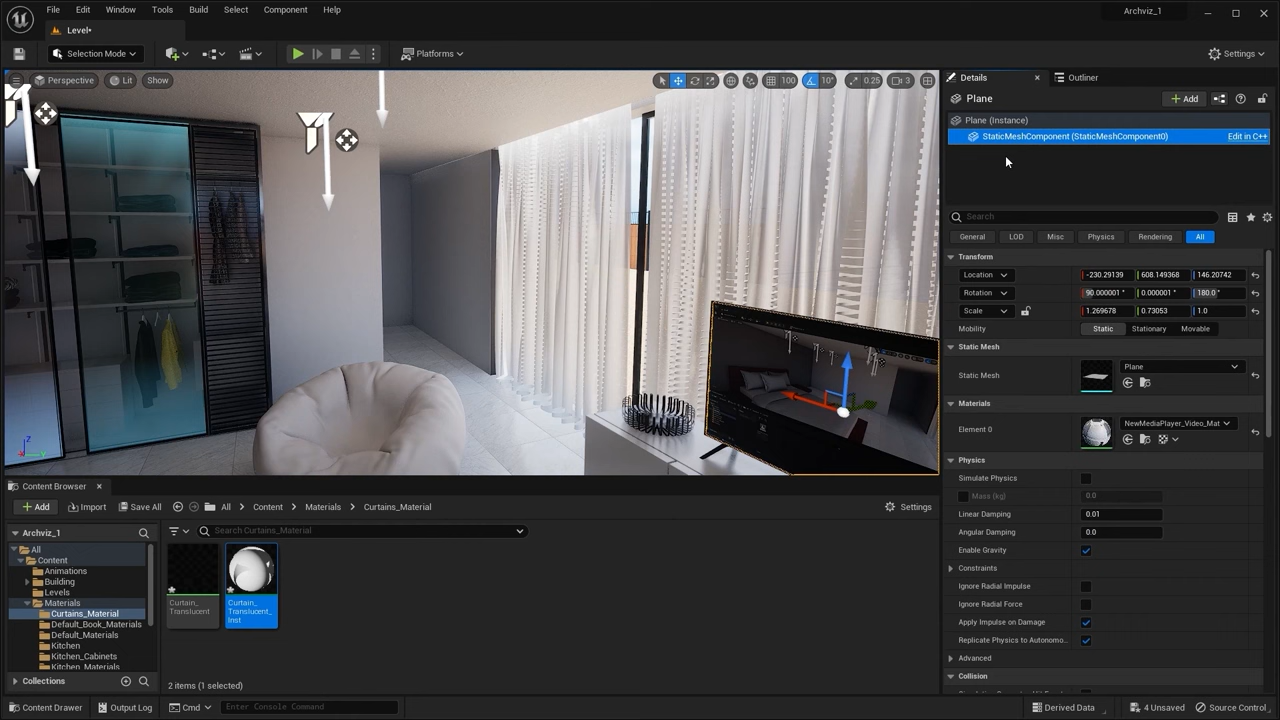 File Edit Window Tools Build Select Component Help
Archviz_1
Level•
Selection Mode
Platforms
Settings
Perspective Lit Show
100 10° 0.25 3
Details
Outliner
Plane
Add
Plane (Instance)
StaticMeshComponent (StaticMeshComponent0) Edit in C++
Search
General LOD Misc Physics Rendering All
Transform
Location -230.29139 608.149368 146.20742
Rotation 90.000001 ° 0.000001 ° 180.0 °
Scale 1.269678 0.73053 1.0
Mobility Static Stationary Movable
Static Mesh
Static Mesh Plane
Materials
Element 0 NewMediaPlayer_Video_Mat
Physics
Simulate Physics
Mass (kg) 0.0
Linear Damping 0.01
Angular Damping 0.0
Enable Gravity
Constraints
Ignore Radial Impulse
Ignore Radial Force
Apply Impulse on Damage
Replicate Physics to Autonomo...
Advanced
Collision
Content Browser
Add Import Save All All Content Materials Curtains_Material Settings
Archviz_1
Search Curtains_Material
All
Content
Animations
Building
Levels
Materials
Curtains_Material
Default_Book_Materials
Default_Materials
Kitchen
Kitchen_Cabinets
Kitchen_Materials
Collections
Curtain_
Translucent
Curtain_
Translucent_
Inst
2 items (1 selected)
Content Drawer Output Log Cmd Enter Console Command Derived Data 4 Unsaved Source Control